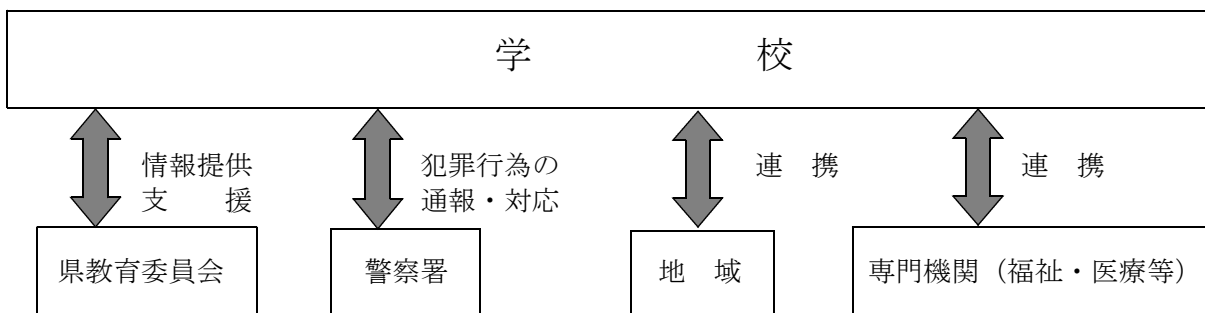 学　　　校
情報提供
支　　援
犯罪行為の
通報・対応
連　携
連　携
県教育委員会
警察署
地　域
専門機関（福祉・医療等）